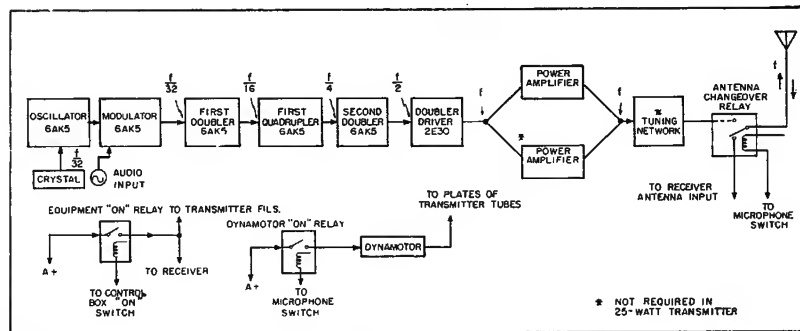 f
32
f
16
f
4
f
2
f
f
f
OSCILLATOR
6AK5
MODULATOR
6AK5
FIRST
DOUBLER
6AK5
FIRST
QUADRUPLER
6AK5
SECOND
DOUBLER
6AK5
DOUBLER
DRIVER
2E30
POWER
AMPLIFIER
*
POWER
AMPLIFIER
*
TUNING
NETWORK
ANTENNA
CHANGEOVER
RELAY
f
32
CRYSTAL
AUDIO
INPUT
TO RECEIVER
ANTENNA INPUT
TO
MICROPHONE
SWITCH
EQUIPMENT "ON" RELAY TO TRANSMITTER FILS.
A+
TO RECEIVER
TO CONTROL
BOX "ON"
SWITCH
DYNAMOTOR "ON" RELAY
TO PLATES OF
TRANSMITTER TUBES
DYNAMOTOR
A+
TO
MICROPHONE
SWITCH
* NOT REQUIRED IN
25-WATT TRANSMITTER